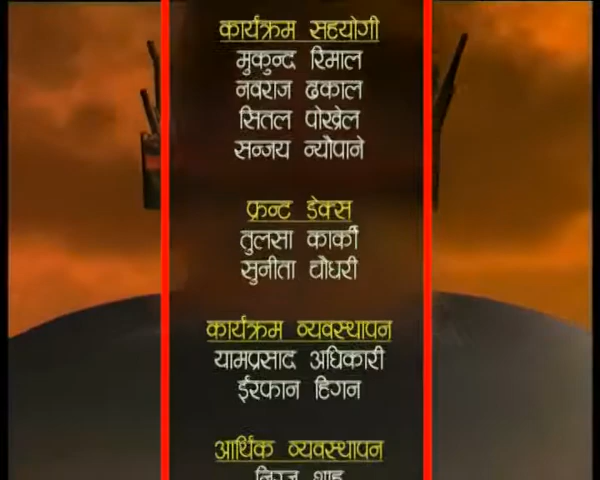 कार्यक्रम सहयोगी
मुकुन्द रिमाल
नवराज ढकाल
सितल पोख्रेल
सन्जय न्यौपाने
फ्रन्ट डेक्स
तुलसा कार्की
सुनीता चौधरी
कार्यक्रम व्यवस्थापन
यामप्रसाद अधिकारी
ईरफान हिगन
आर्थिक व्यवस्थापन